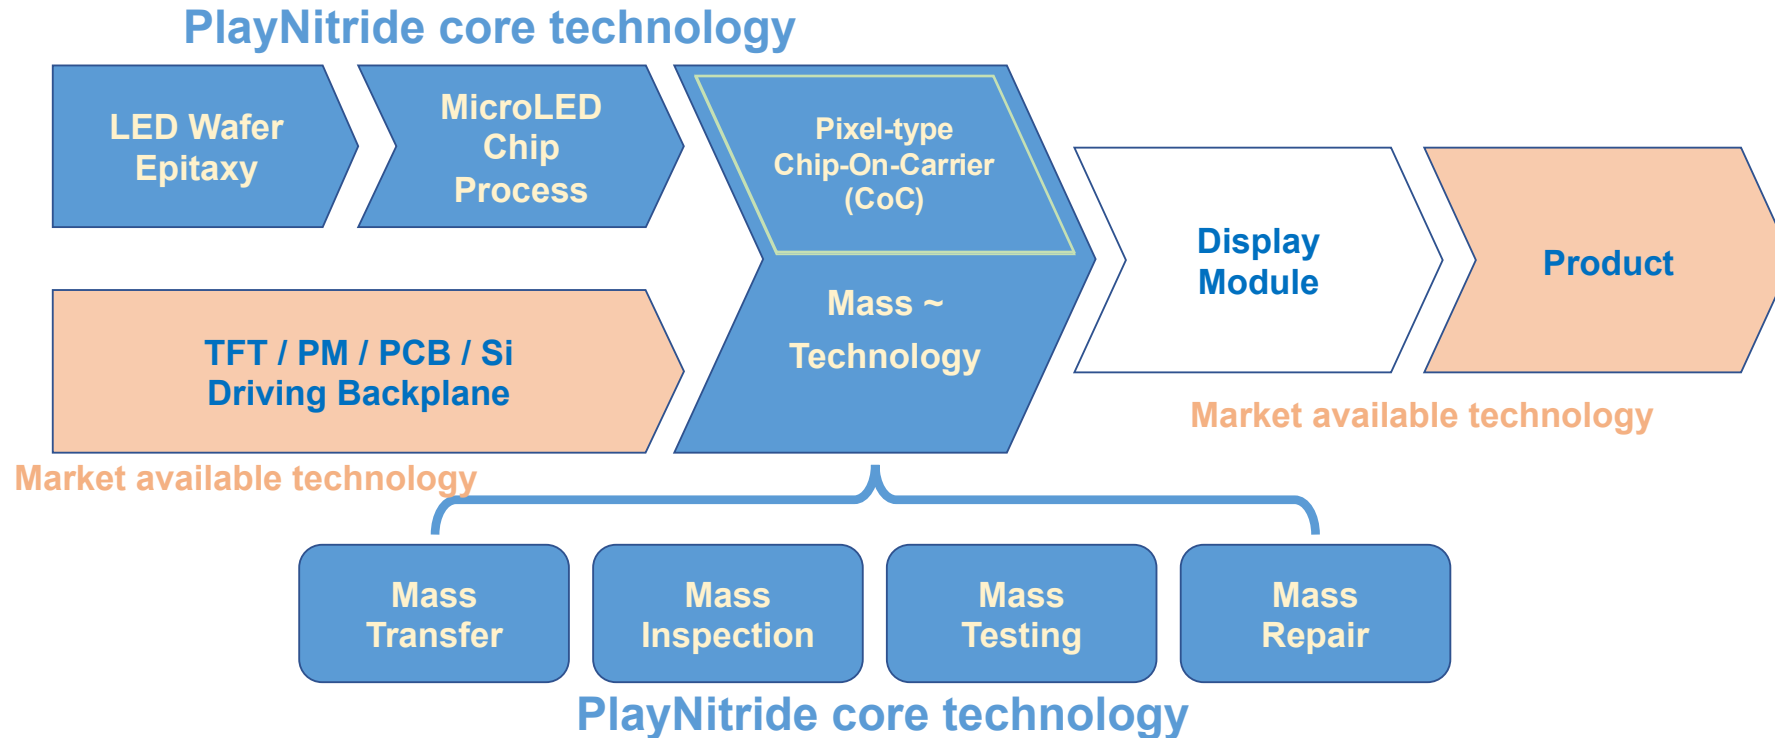 PlayNitride core technology
LED Wafer
Epitaxy
MicroLED
Chip
Process
Pixel-type
Chip-On-Carrier
(CoC)
Mass ~
Technology
TFT / PM / PCB / Si
Driving Backplane
Market available technology
Display
Module
Product
Market available technology
Mass
Transfer
Mass
Inspection
Mass
Testing
Mass
Repair
PlayNitride core technology